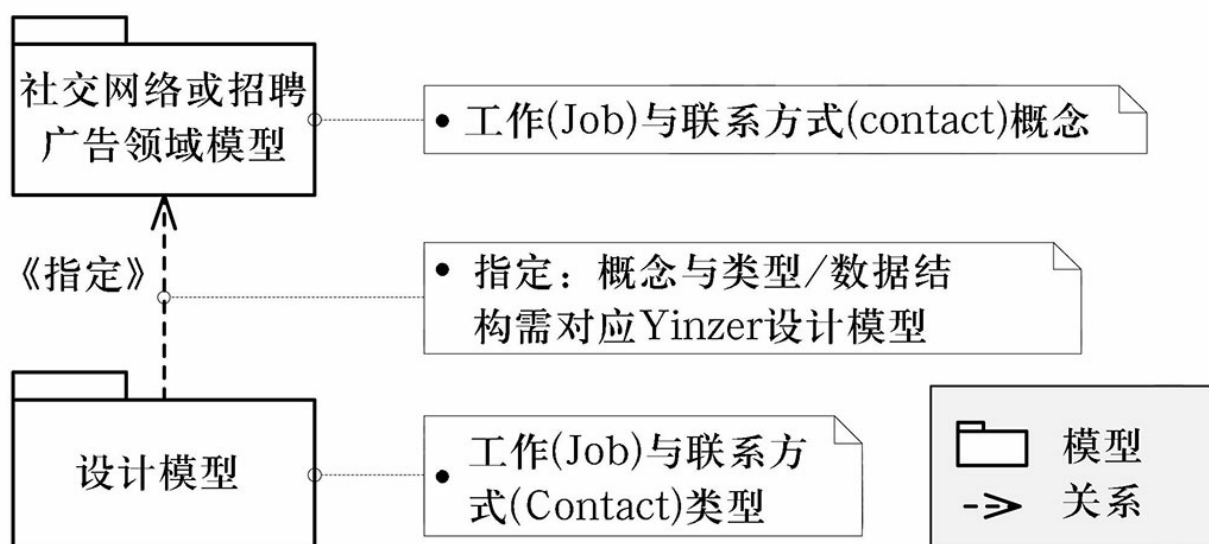 社交网络或招聘
广告领域模型
• 工作(Job)与联系方式(contact)概念
《指定》
• 指定：概念与类型/数据结
构需对应Yinzer设计模型
设计模型
• 工作(Job)与联系方
式(Contact)类型
模型
关系